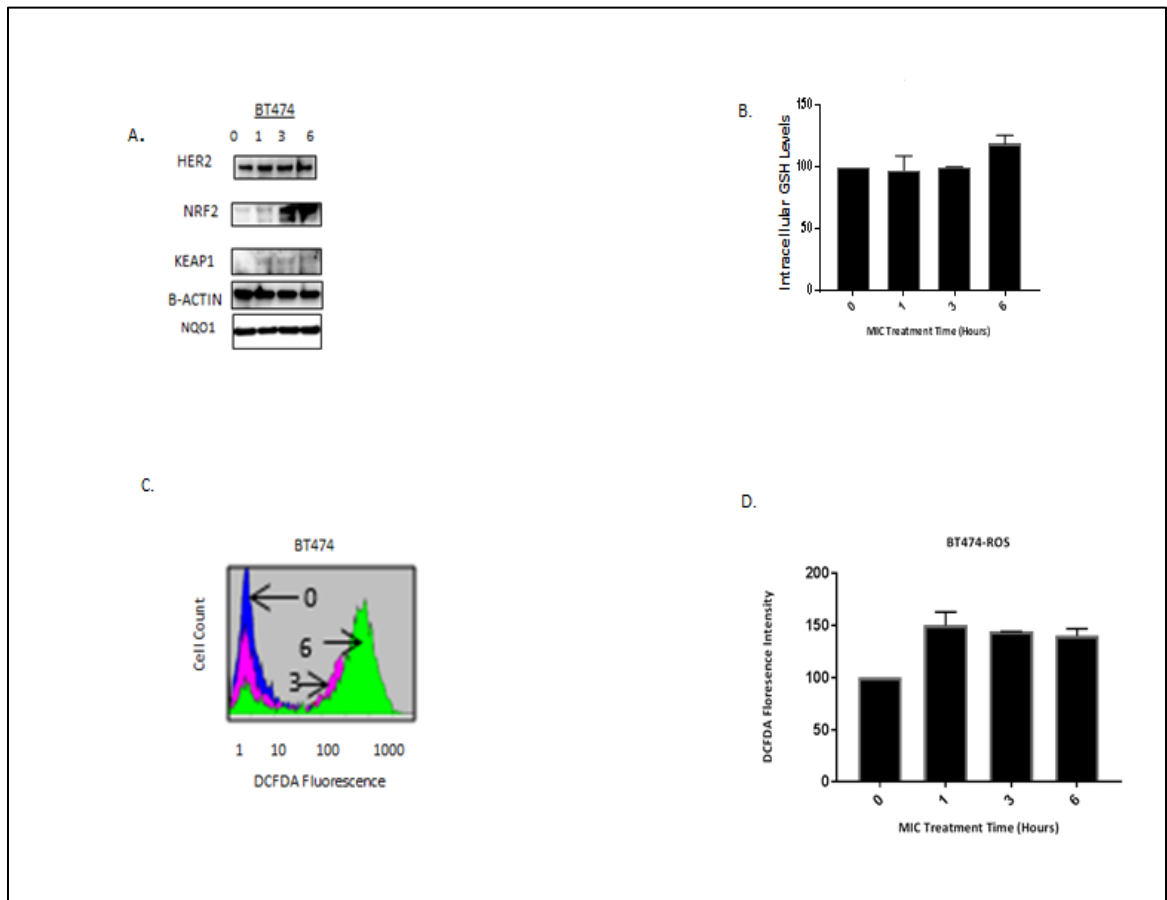 A.
BT474
0 1 3 6
HER2
NRF2
KEAP1
B-ACTIN
NQO1
B.
Intracellular GSH Levels
150
100
50
0
0 1 3 6
MIC Treatment Time (Hours)
C.
BT474
Cell Count
0
6
3
1 10 100 1000
DCFDA Fluorescence
D.
BT474-ROS
DCFDA Floresence Intensity
200
150
100
50
0
0 1 3 6
MIC Treatment Time (Hours)